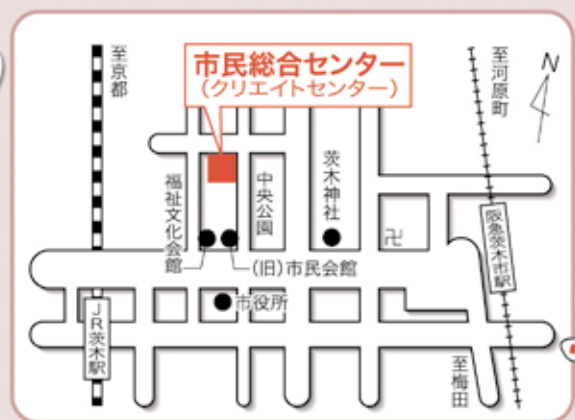 市民総合センター
(クリエイトセンター)
至京都
至河原町
N
福祉文化会館
中央公園
茨木神社
卍
(旧)市民会館
市役所
JR茨木駅
阪急茨木市駅
至梅田